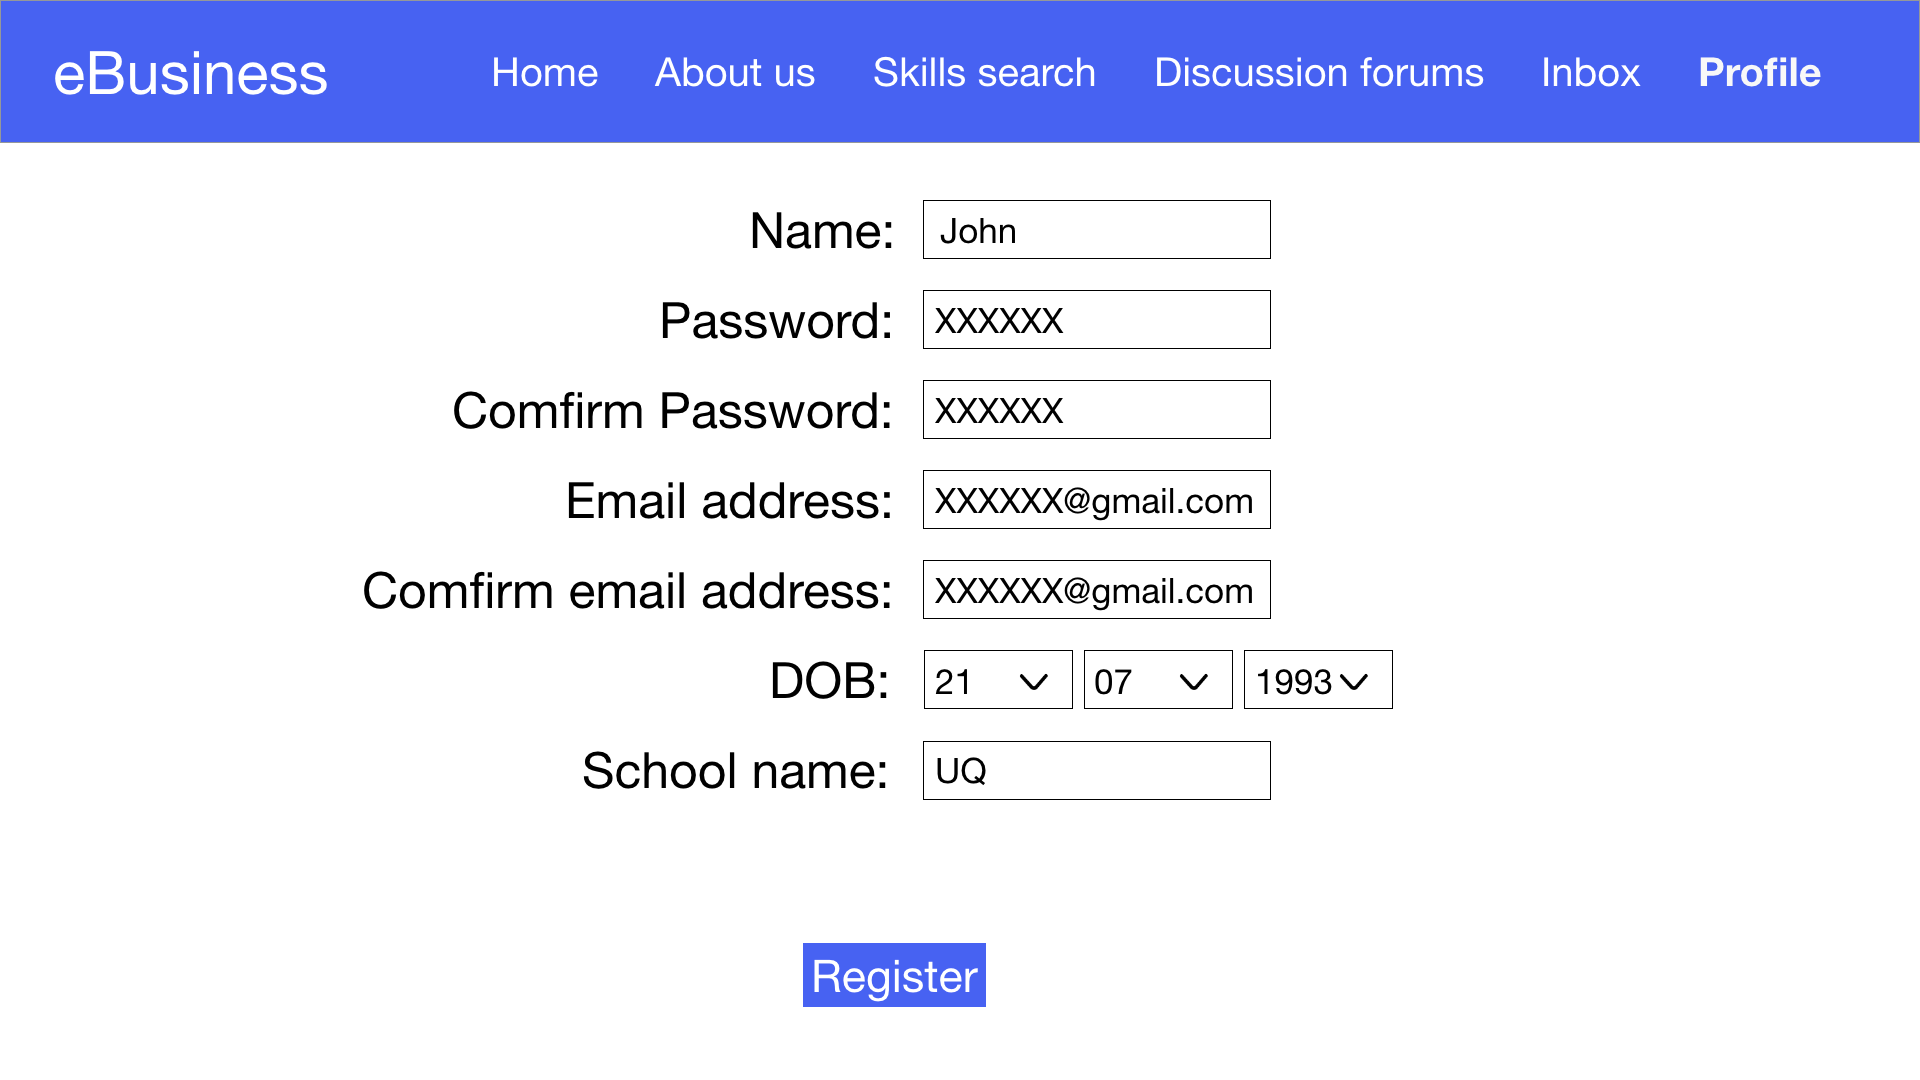 eBusiness Home About us Skills search Discussion forums Inbox Profile
Name: John
Password: XXXXXX
Comfirm Password: XXXXXX
Email address: XXXXXX@gmail.com
Comfirm email address: XXXXXX@gmail.com
DOB: 21 07 1993
School name: UQ
Register